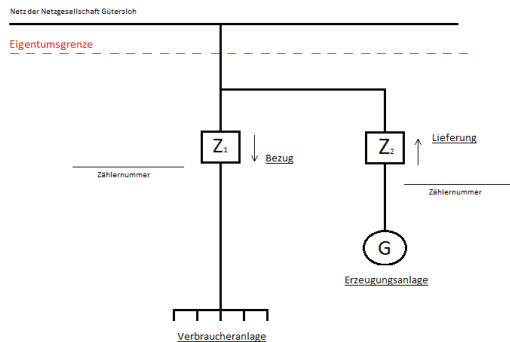 Netz der Netzgesellschaft Gütersloh
Eigentumsgrenze
Z1
Bezug
Z2
Lieferung
Zählernummer
Zählernummer
G
Erzeugungsanlage
Verbraucheranlage